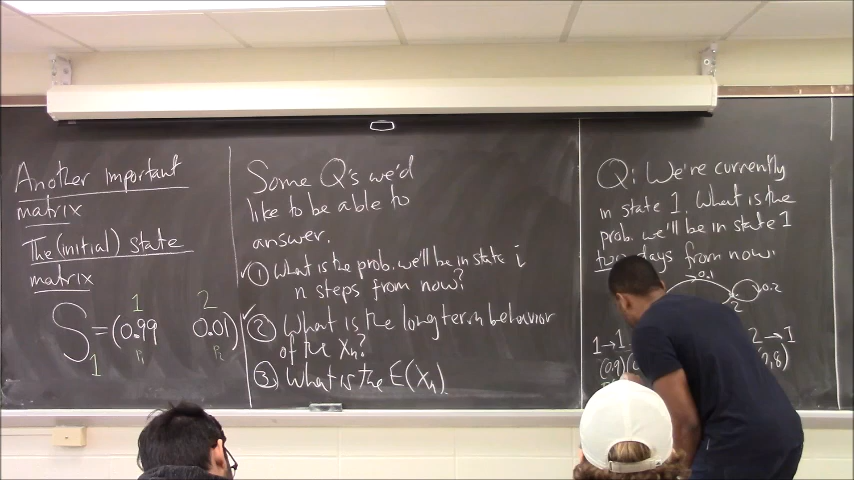 Another important
matrix
The (initial) state
matrix
1 2
S = (0.99 0.01)
1 P₁ P₂
Some Q's we'd
like to be able to
answer.
✓① What is the prob. we'll be in state i
n steps from now?
✓② What is the longterm behavior
of the Xn?
③ What is the E(Xn)
Q: We're currently
in state 1. What is the
prob. we'll be in state 1
two days from now.
0.1
0.2
2
1→1 2→1
(0.9) 0.8)